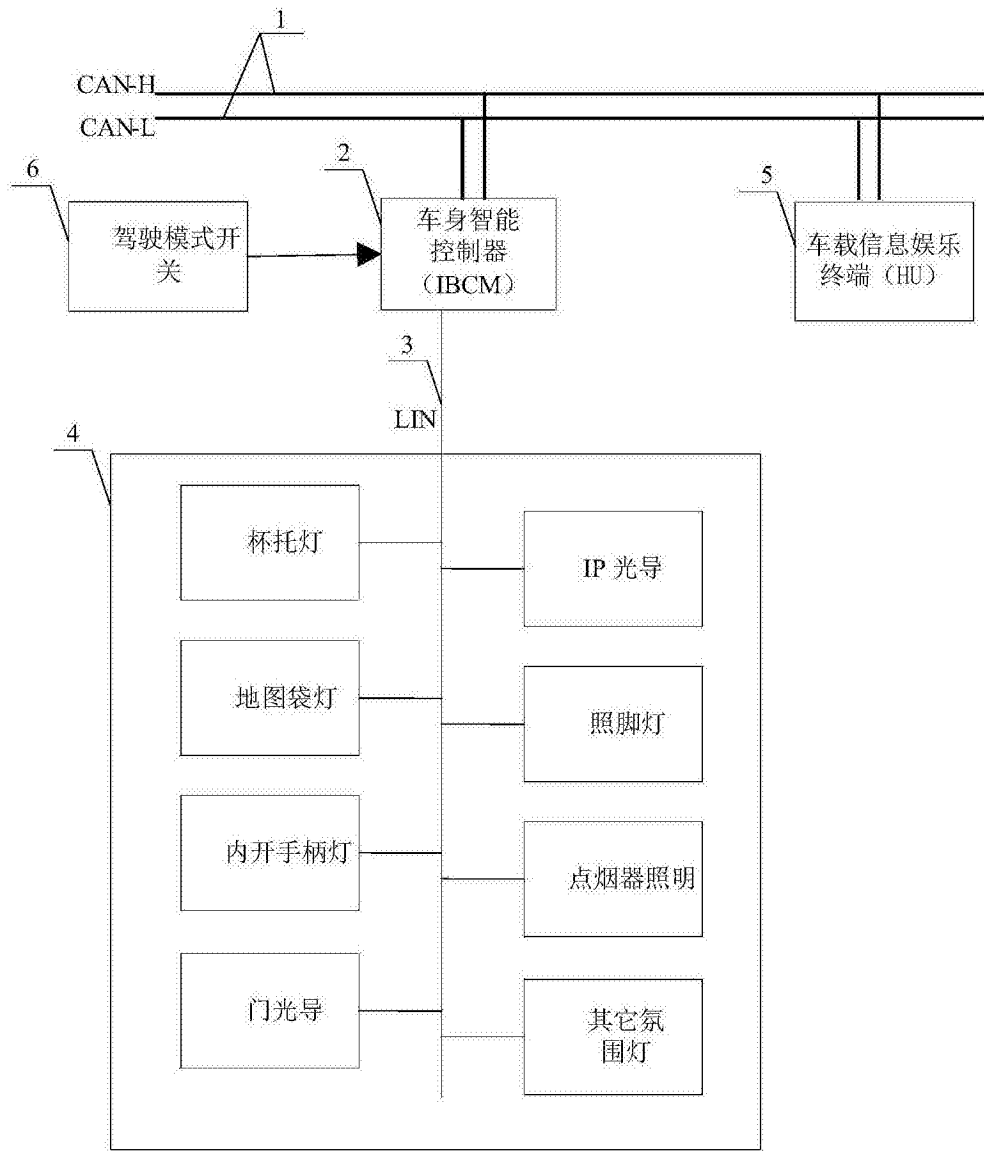 1
CAN-H
CAN-L
6
2
5
驾驶模式开
关
车身智能
控制器
（IBCM）
车载信息娱乐
终端（HU）
3
LIN
4
杯托灯
IP 光导
地图袋灯
照脚灯
内开手柄灯
点烟器照明
门光导
其它氛
围灯